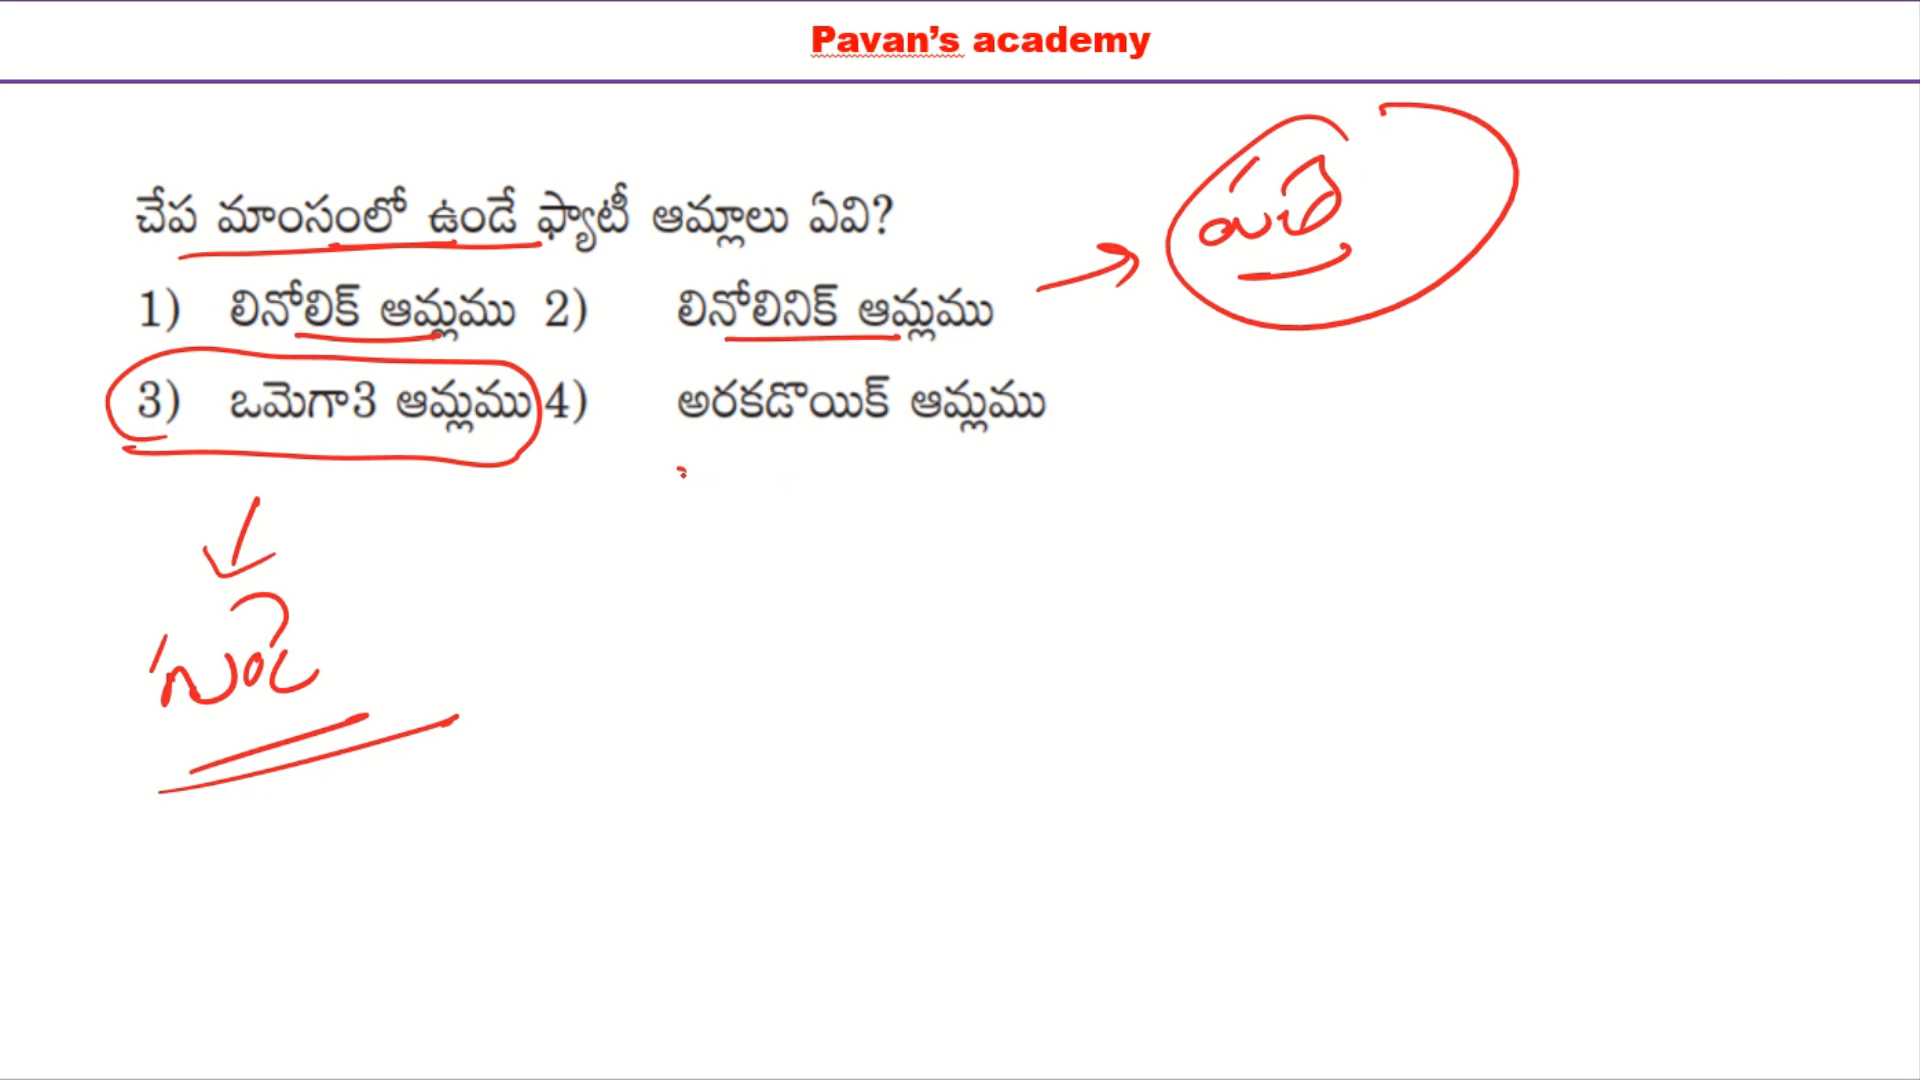 Pavan's academy
చేప మాంసంలో ఉండే ఫ్యాటీ ఆమ్లాలు ఏవి?
1) లినోలిక్ ఆమ్లము 2) లినోలినిక్ ఆమ్లము
3) ఒమెగా3 ఆమ్లము 4) అరకడొయిక్ ఆమ్లము